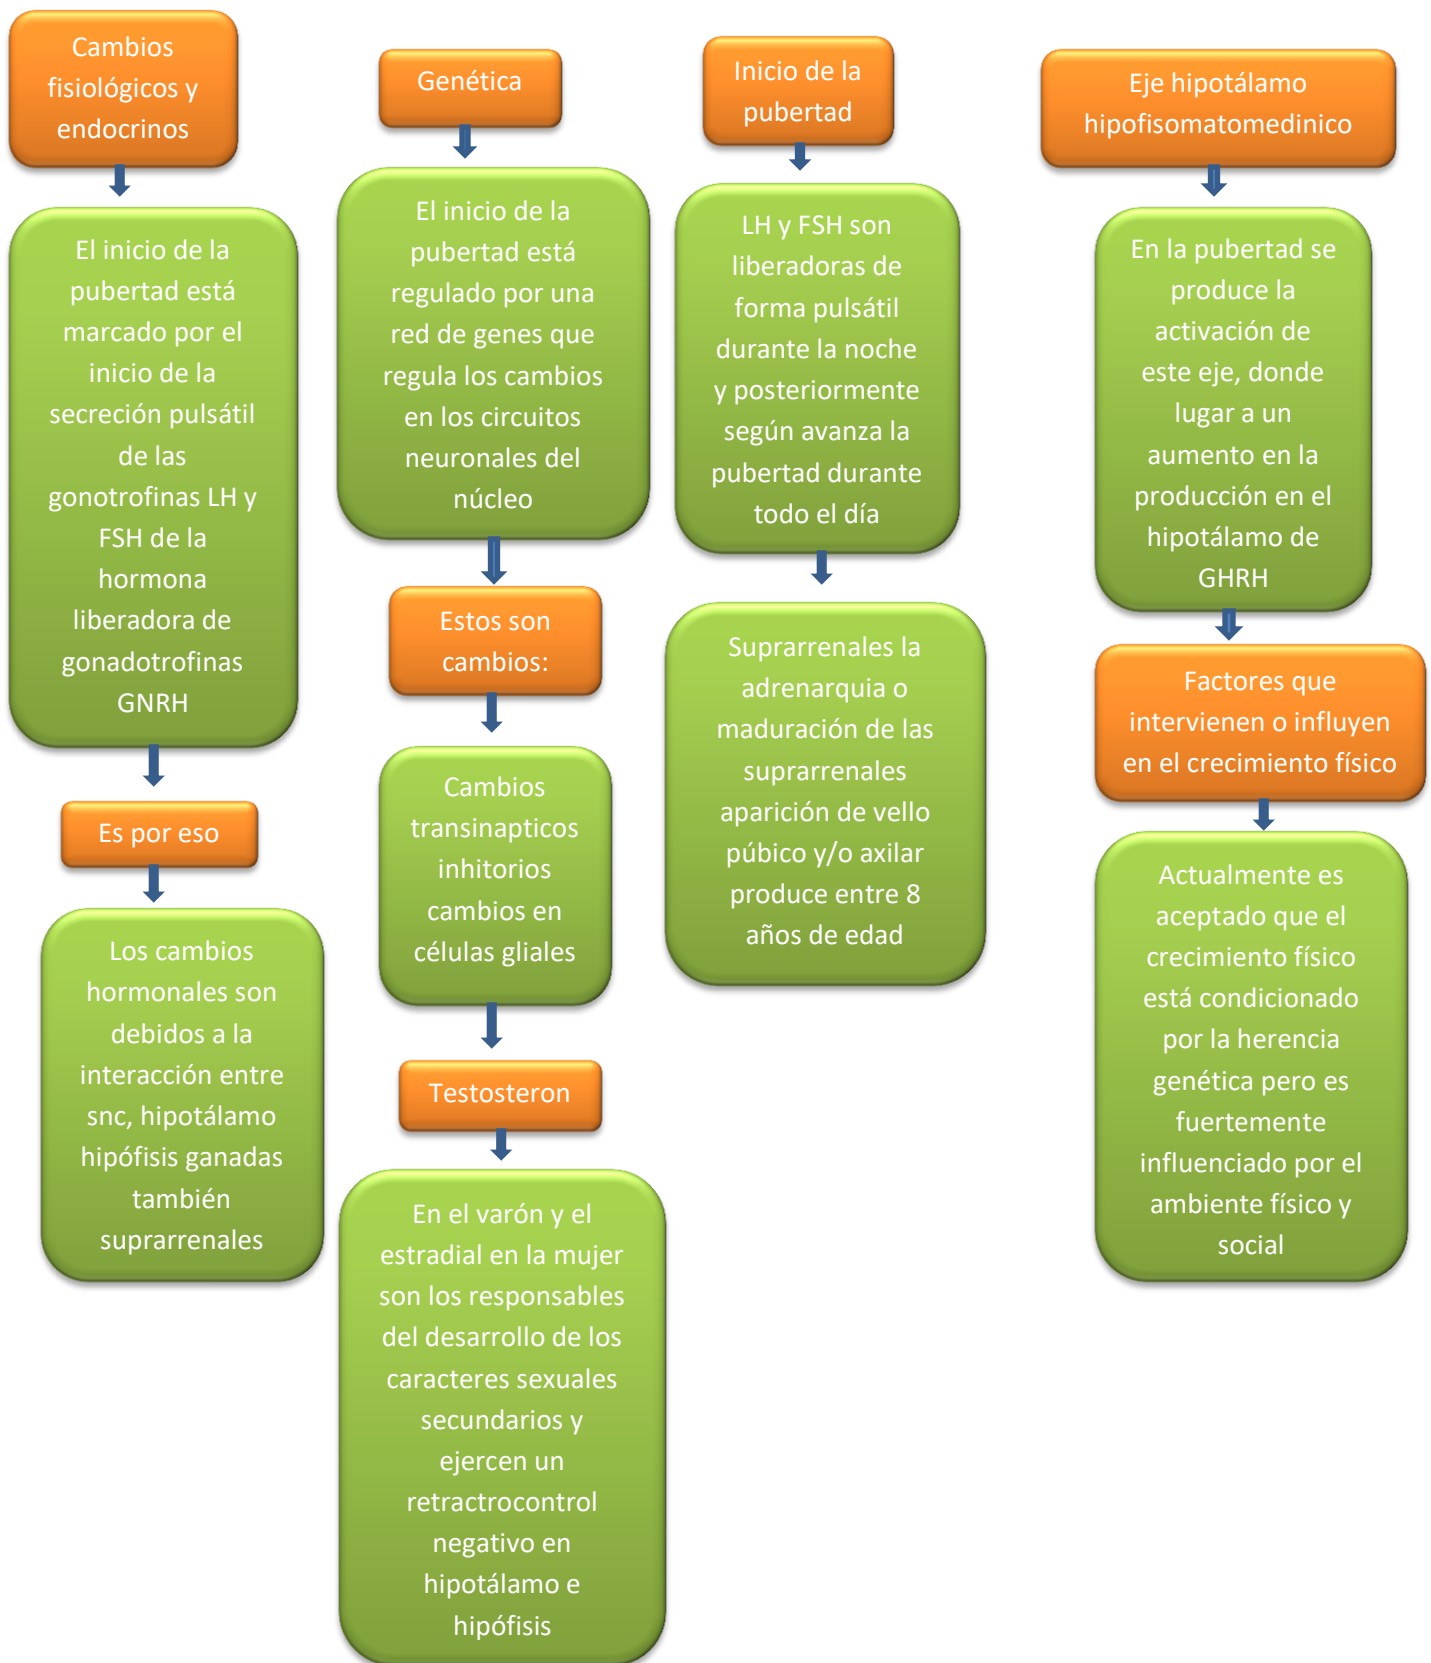 Cambios
fisiológicos y
endocrinos
El inicio de la
pubertad está
marcado por el
inicio de la
secreción pulsátil
de las
gonotrofinas LH y
FSH de la
hormona
liberadora de
gonadotrofinas
GNRH
Es por eso
Los cambios
hormonales son
debidos a la
interacción entre
snc, hipotálamo
hipófisis ganadas
también
suprarrenales
Genética
El inicio de la
pubertad está
regulado por una
red de genes que
regula los cambios
en los circuitos
neuronales del
núcleo
Estos son
cambios:
Cambios
transinapticos
inhitorios
cambios en
células gliales
Testosteron
En el varón y el
estradial en la mujer
son los responsables
del desarrollo de los
caracteres sexuales
secundarios y
ejercen un
retractrocontrol
negativo en
hipotálamo e
hipófisis
Inicio de la
pubertad
LH y FSH son
liberadoras de
forma pulsátil
durante la noche
y posteriormente
según avanza la
pubertad durante
todo el día
Suprarrenales la
adrenarquia o
maduración de las
suprarrenales
aparición de vello
púbico y/o axilar
produce entre 8
años de edad
Eje hipotálamo
hipofisomatomedinico
En la pubertad se
produce la
activación de
este eje, donde
lugar a un
aumento en la
producción en el
hipotálamo de
GHRH
Factores que
intervienen o influyen
en el crecimiento físico
Actualmente es
aceptado que el
crecimiento físico
está condicionado
por la herencia
genética pero es
fuertemente
influenciado por el
ambiente físico y
social